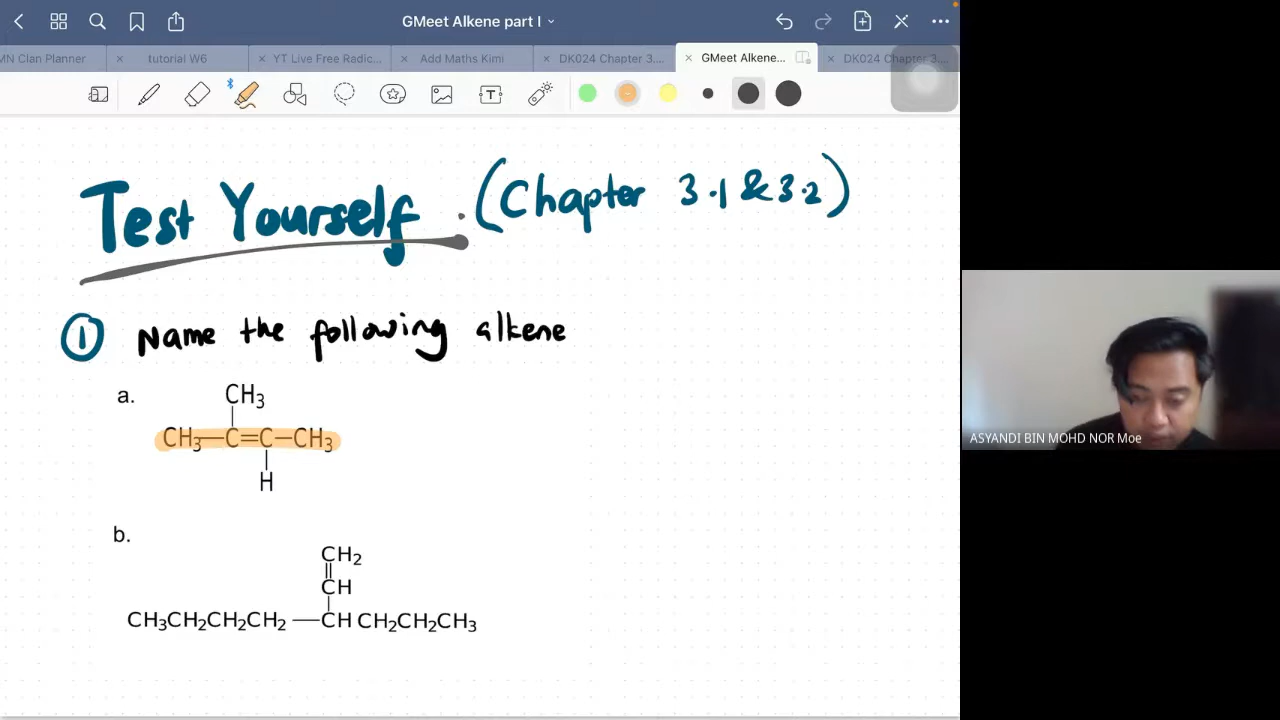 GMeet Alkene part I
MN Clan Planner
tutorial W6
YT Live Free Radic...
Add Maths Kimi
DK024 Chapter 3....
GMeet Alkene...
DK024 Chapter 3....
T
Test Yourself (Chapter 3.1 & 3.2)
1 Name the following alkene
a.
CH3
CH3—C=C—CH3
H
b.
CH2
CH
CH3CH2CH2CH2 —CH CH2CH2CH3
ASYANDI BIN MOHD NOR Moe